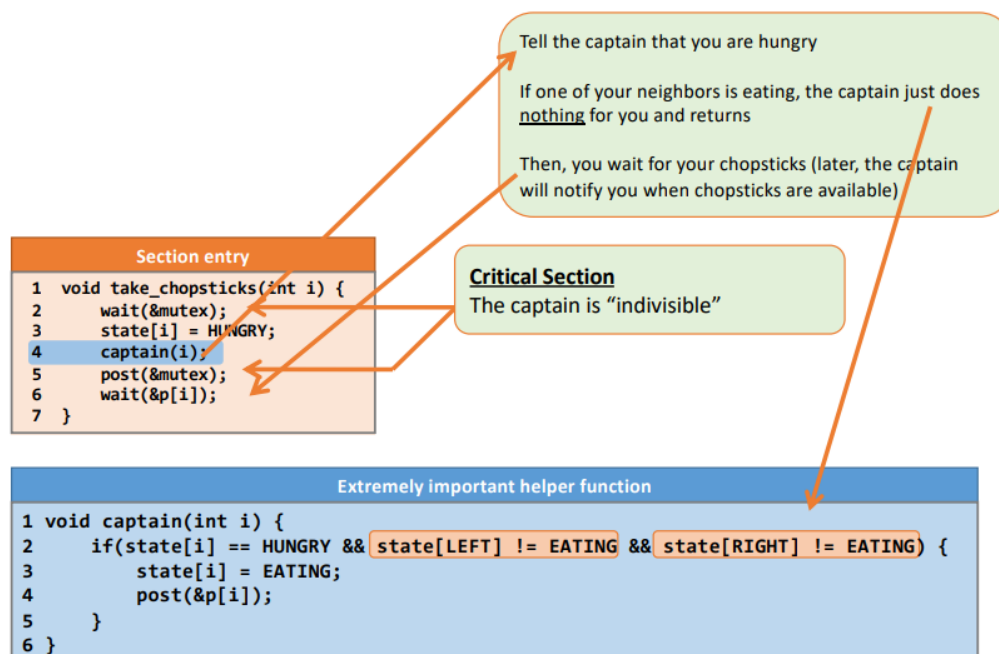 Tell the captain that you are hungry
If one of your neighbors is eating, the captain just does
nothing for you and returns
Then, you wait for your chopsticks (later, the captain
will notify you when chopsticks are available)
Section entry
1 void take_chopsticks(int i) {
2 wait(&mutex);
3 state[i] = HUNGRY;
4 captain(i);
5 post(&mutex);
6 wait(&p[i]);
7 }
Critical Section
The captain is “indivisible”
Extremely important helper function
1 void captain(int i) {
2 if(state[i] == HUNGRY && state[LEFT] != EATING && state[RIGHT] != EATING) {
3 state[i] = EATING;
4 post(&p[i]);
5 }
6 }